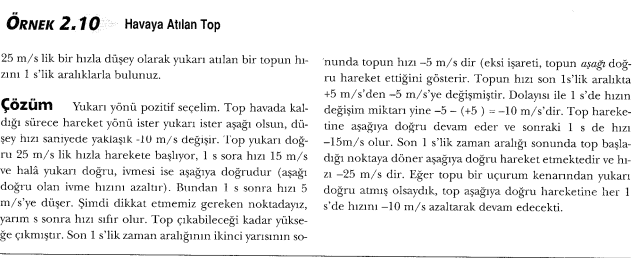 ÖRNEK 2.10 Havaya Atılan Top
25 m/s lik bir hızla düşey olarak yukarı atılan bir topun hı-
zını 1 s'lik aralıklarla bulunuz.
Çözüm Yukarı yönü pozitif seçelim. Top havada kal-
dığı sürece hareket yönü ister yukarı ister aşağı olsun, dü-
şey hızı saniyede yaklaşık -10 m/s değişir. Top yukarı doğ-
ru 25 m/s lik hızla harekete başlıyor, 1 s sora hızı 15 m/s
ve halâ yukarı doğru, ivmesi ise aşağıya doğrudur (aşağı
doğru olan ivme hızını azaltır). Bundan 1 s sonra hızı 5
m/s'ye düşer. Şimdi dikkat etmemiz gereken noktadayız,
yarım s sonra hızı sıfır olur. Top çıkabileceği kadar yükse-
ğe çıkmıştır. Son 1 s'lik zaman aralığının ikinci yarısının so-
nunda topun hızı –5 m/s dir (eksi işareti, topun aşağı doğ-
ru hareket ettiğini gösterir. Topun hızı son 1s'lik aralıkta
+5 m/s'den –5 m/s'ye değişmiştir. Dolayısı ile 1 s'de hızın
değişim miktarı yine –5 – (+5 ) = –10 m/s'dir. Top hareke-
tine aşağıya doğru devam eder ve sonraki 1 s de hızı
–15m/s olur. Son 1 s'lik zaman aralığı sonunda top başla-
dığı noktaya döner aşağıya doğru hareket etmektedir ve hı-
zı –25 m/s dir. Eğer topu bir uçurum kenarından yukarı
doğru atmış olsaydık, top aşağıya doğru hareketine her 1
s'de hızını –10 m/s azaltarak devam edecekti.